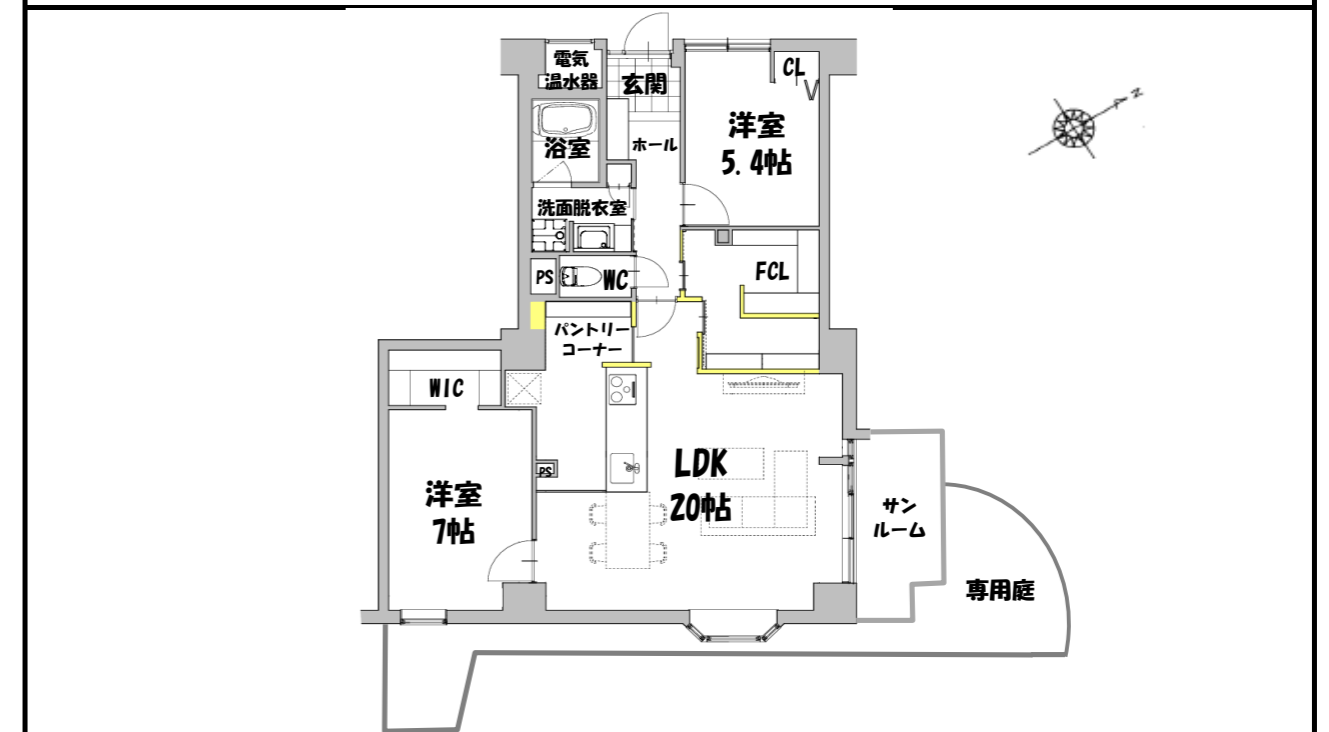 電気
温水器
玄関
CL
洋室
5.4帖
N
浴室
ホール
洗面脱衣室
PS
WC
FCL
パントリー
コーナー
WIC
LDK
20帖
PS
洋室
7帖
サン
ルーム
専用庭